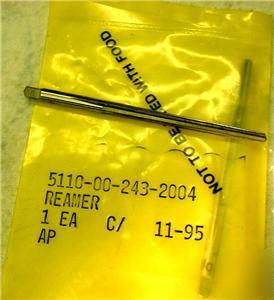 NOT TO BE USED WITH FOOD
5110-00-243-2004
REAMER
1 EA C/ 11-95
AP